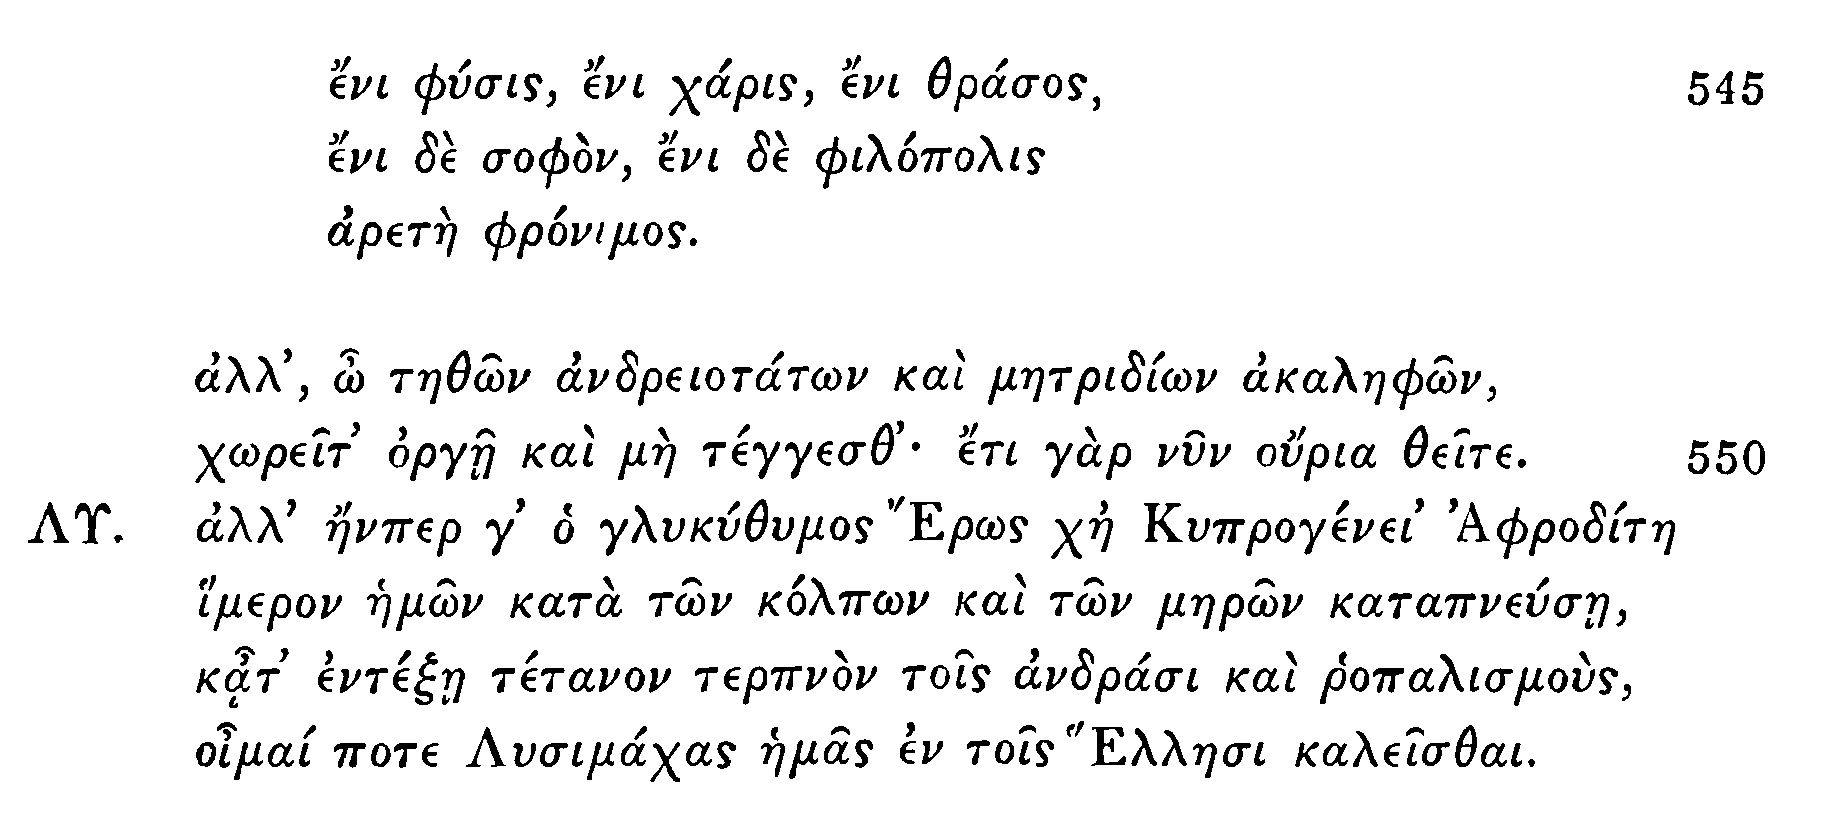 ἔνι φύσις, ἔνι χάρις, ἔνι θράσος, 545
ἔνι δὲ σοφὸν, ἔνι δὲ φιλόπολις
ἀρετὴ φρόνιμος.
ἀλλ’, ὦ τηθῶν ἀνδρειοτάτων καὶ μητριδίων ἀκαληφῶν,
χωρεῖτ’ ὀργῇ καὶ μὴ τέγγεσθ’· ἔτι γὰρ νῦν οὔρια θεῖτε. 550
ΛΥ. ἀλλ’ ἤνπερ γ’ ὁ γλυκύθυμος Ἔρως χἠ Κυπρογένει’ Ἀφροδίτη
ἵμερον ἡμῶν κατὰ τῶν κόλπων καὶ τῶν μηρῶν καταπνεύσῃ,
κᾆτ’ ἐντέξῃ τέτανον τερπνὸν τοῖς ἀνδράσι καὶ ῥοπαλισμοὺς,
οἶμαί ποτε Λυσιμάχας ἡμᾶς ἐν τοῖς Ἕλλησι καλεῖσθαι.